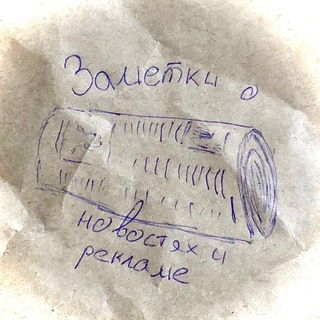 Заметки о
новостях и
рекламе